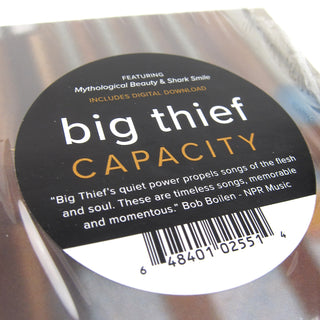 FEATURING
Mythological Beauty & Shark Smile
INCLUDES DIGITAL DOWNLOAD
big thief
CAPACITY
"Big Thief's quiet power propels songs of the flesh
and soul. These are timeless songs, memorable
and momentous." Bob Boilen - NPR Music
6 48401 02551 4